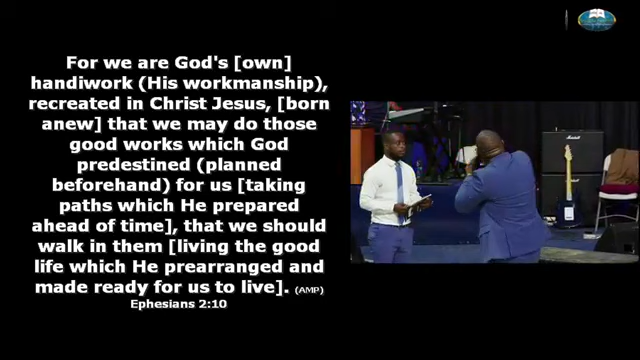 For we are God's [own]
handiwork (His workmanship),
recreated in Christ Jesus, [born
anew] that we may do those
good works which God
predestined (planned
beforehand) for us [taking
paths which He prepared
ahead of time], that we should
walk in them [living the good
life which He prearranged and
made ready for us to live]. (AMP)
Ephesians 2:10
Marshall